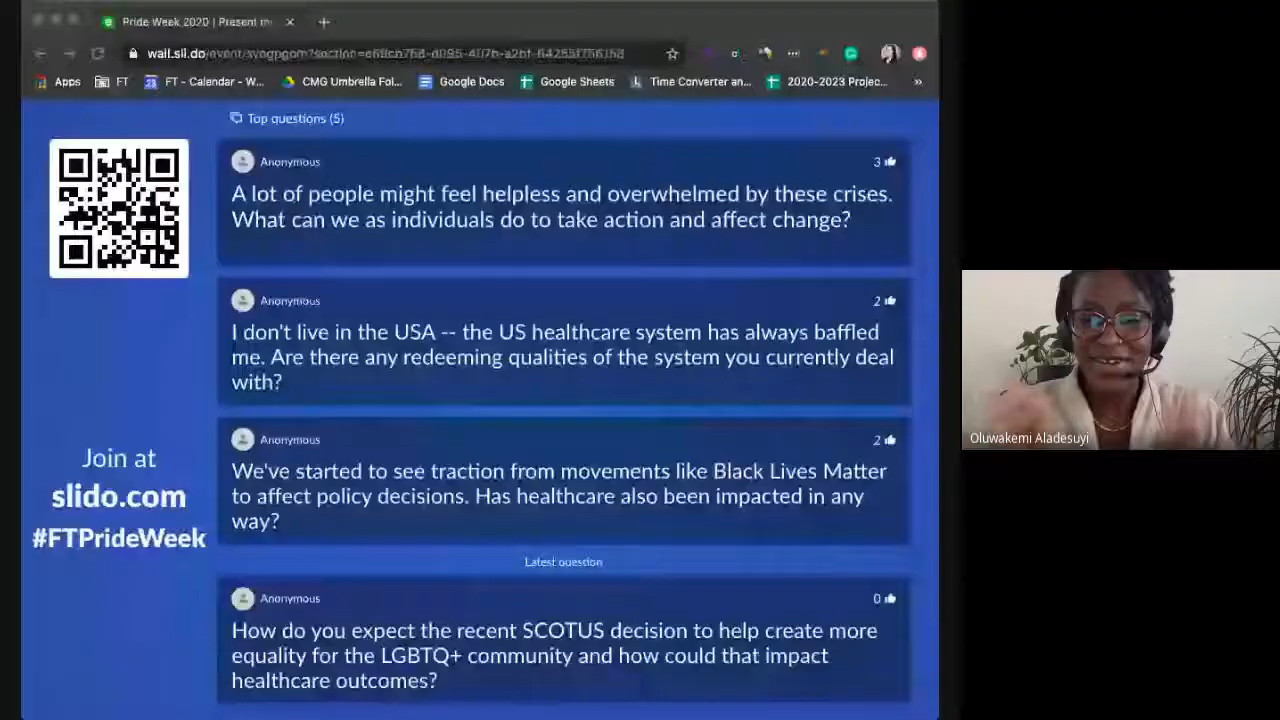 Pride Week 2020 | Present m
wall.sli.do
Apps
FT
FT - Calendar - W...
CMG Umbrella Fol...
Google Docs
Google Sheets
Time Converter an...
2020-2023 Projec...
»
Top questions (5)
Anonymous
3
A lot of people might feel helpless and overwhelmed by these crises.
What can we as individuals do to take action and affect change?
Anonymous
2
I don't live in the USA -- the US healthcare system has always baffled
me. Are there any redeeming qualities of the system you currently deal
with?
Anonymous
2
We've started to see traction from movements like Black Lives Matter
to affect policy decisions. Has healthcare also been impacted in any
way?
Latest question
Anonymous
0
How do you expect the recent SCOTUS decision to help create more
equality for the LGBTQ+ community and how could that impact
healthcare outcomes?
Join at
slido.com
#FTPrideWeek
Oluwakemi Aladesuyi